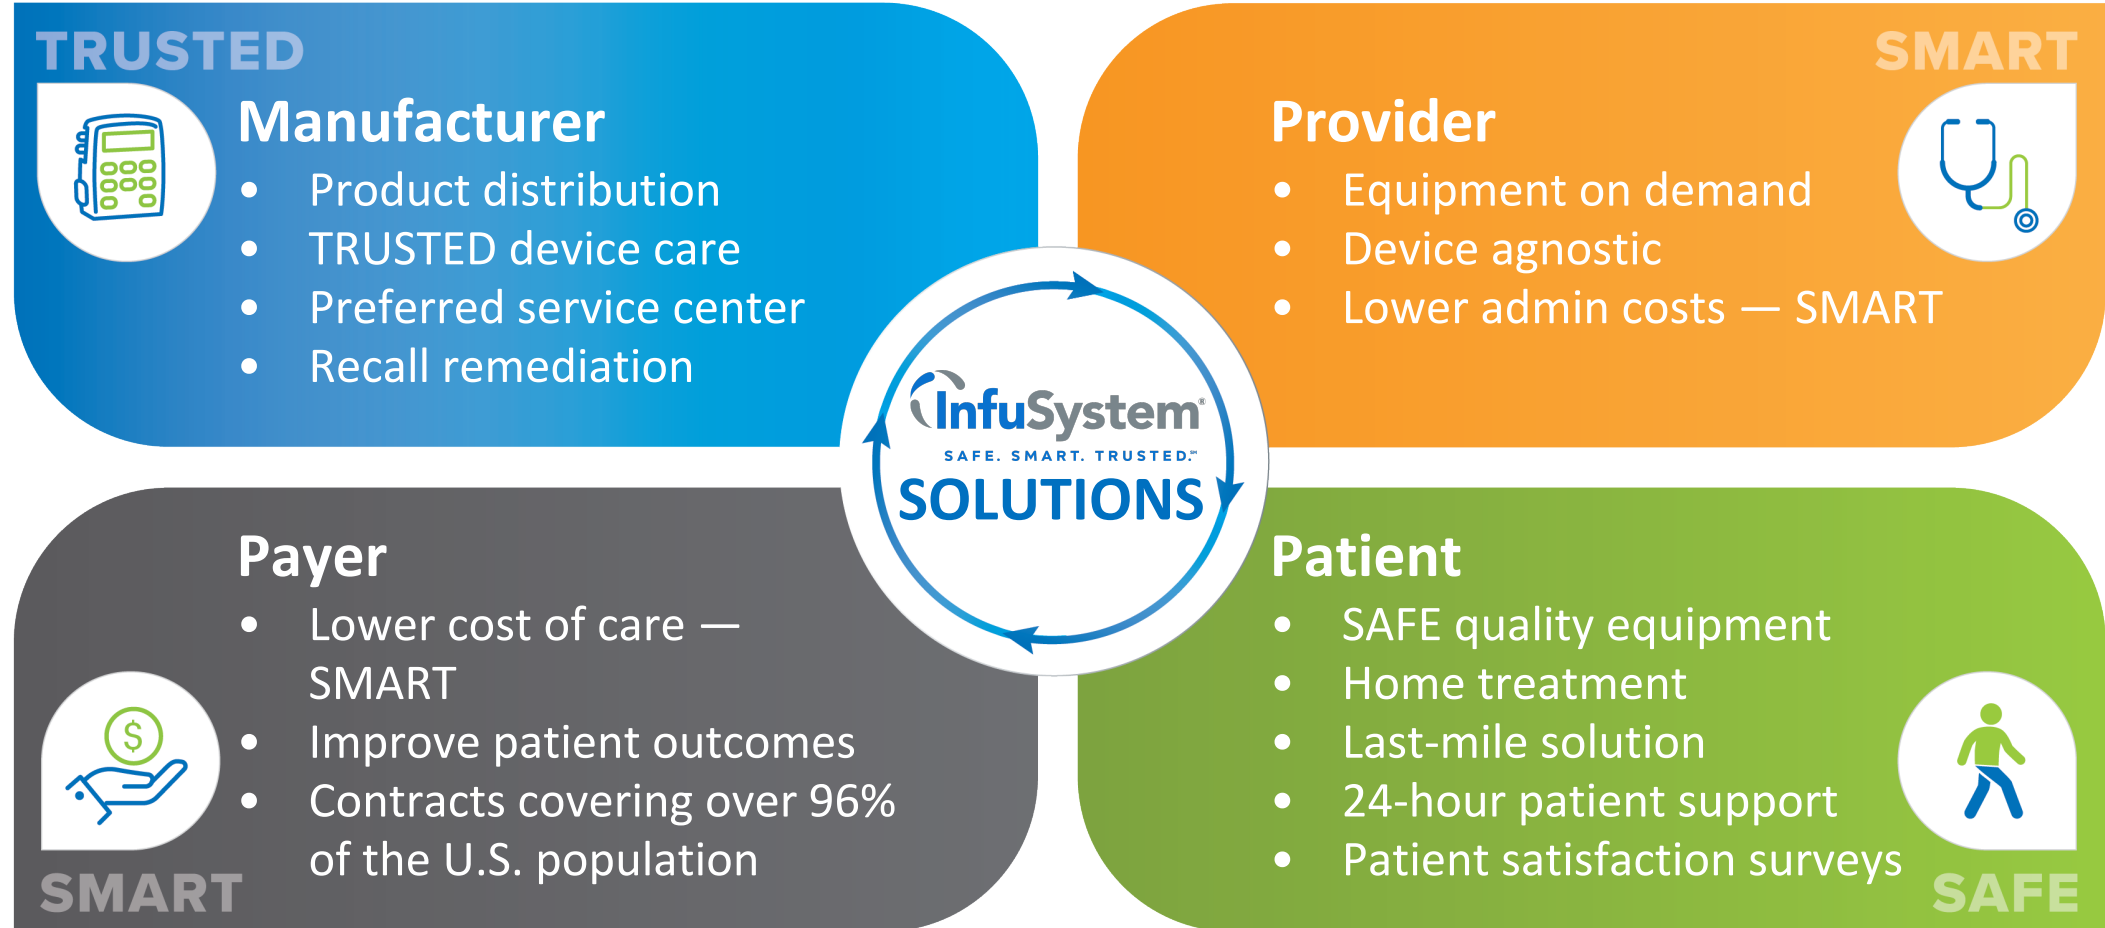 TRUSTED
Manufacturer
• Product distribution
• TRUSTED device care
• Preferred service center
• Recall remediation
SMART
Provider
• Equipment on demand
• Device agnostic
• Lower admin costs — SMART
InfuSystem®
SAFE. SMART. TRUSTED.℠
SOLUTIONS
Payer
• Lower cost of care —
SMART
• Improve patient outcomes
• Contracts covering over 96%
of the U.S. population
$
SMART
Patient
• SAFE quality equipment
• Home treatment
• Last-mile solution
• 24-hour patient support
• Patient satisfaction surveys
SAFE